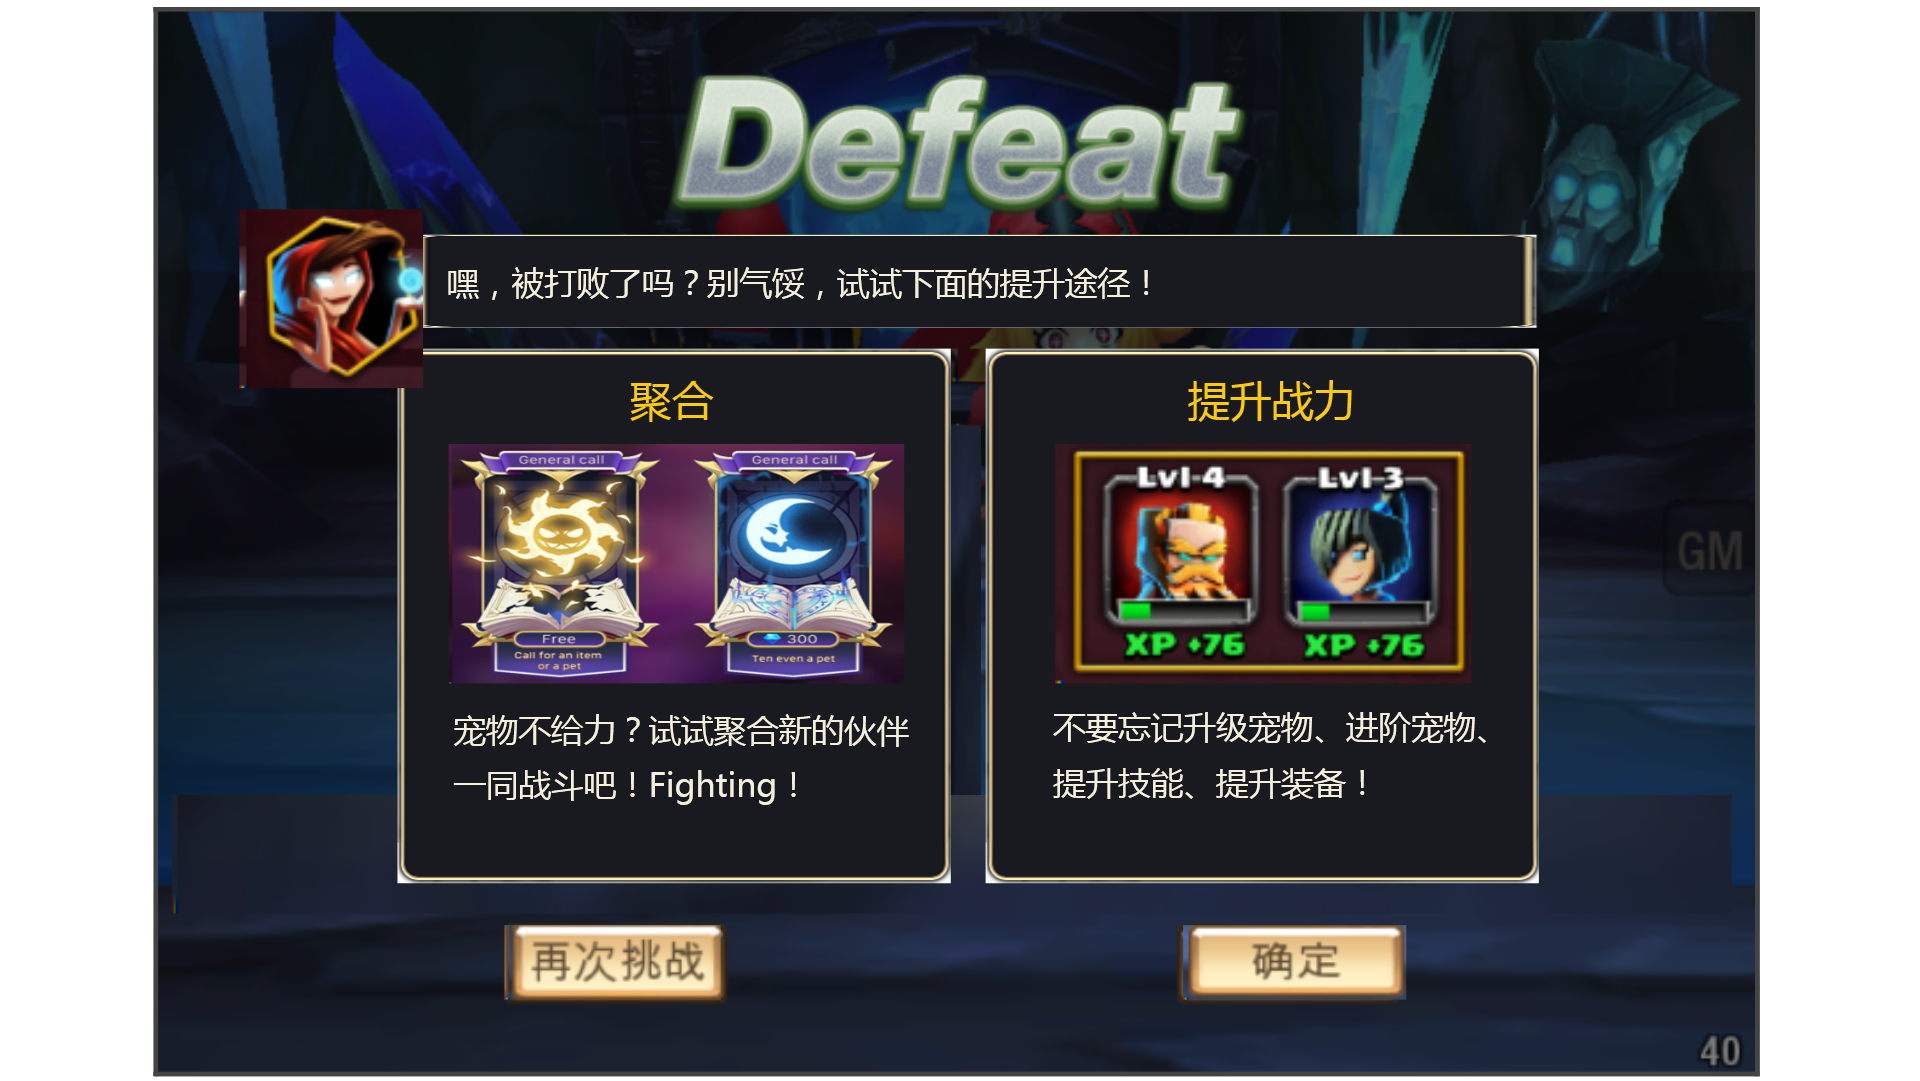 Defeat
嘿，被打败了吗？别气馁，试试下面的提升途径！
聚合
General call
General call
Free
Call for an item
or a pet
300
Ten even a pet
宠物不给力？试试聚合新的伙伴
一同战斗吧！Fighting！
提升战力
Lvl-4
Lvl-3
XP +76
XP +76
不要忘记升级宠物、进阶宠物、
提升技能、提升装备！
GM
再次挑战
确定
40